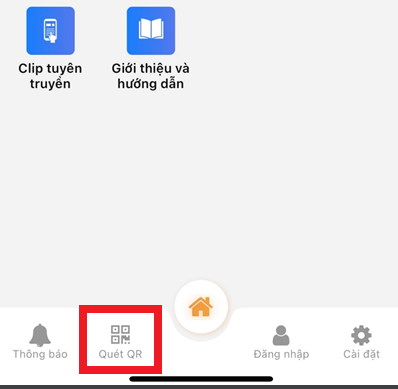 Clip tuyên
truyền
Giới thiệu và
hướng dẫn
Thông báo
Quét QR
Đăng nhập
Cài đặt